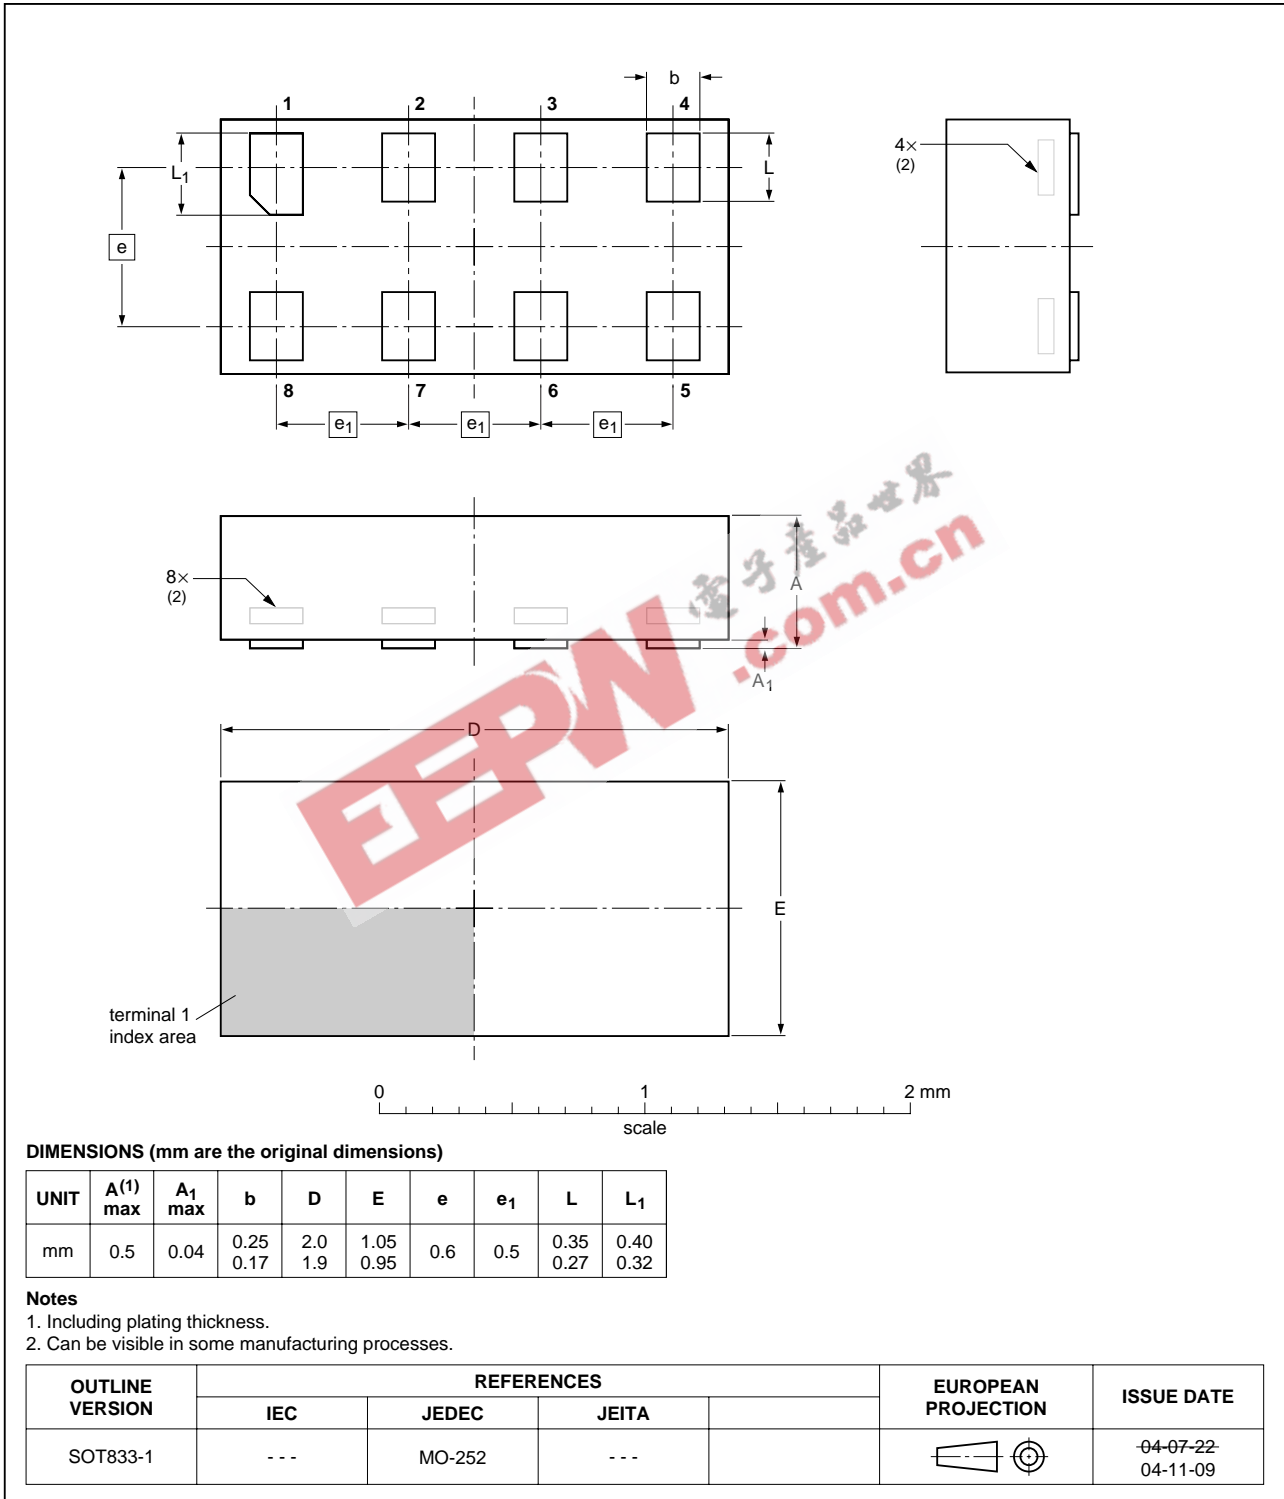 b
1 2 3 4
L1
L
e
4×
(2)
8 7 6 5
e1 e1 e1
8×
(2)
A
A1
電子産品世界
.com.cn
EEPW
D
E
terminal 1
index area
0 1 2 mm
scale
DIMENSIONS (mm are the original dimensions)
UNIT A(1) max A1 max b D E e e1 L L1
mm 0.5 0.04 0.25 0.17 2.0 1.9 1.05 0.95 0.6 0.5 0.35 0.27 0.40 0.32
Notes
1. Including plating thickness.
2. Can be visible in some manufacturing processes.
OUTLINE VERSION REFERENCES EUROPEAN PROJECTION ISSUE DATE
IEC JEDEC JEITA
SOT833-1 - - - MO-252 - - - 04-07-22
04-11-09